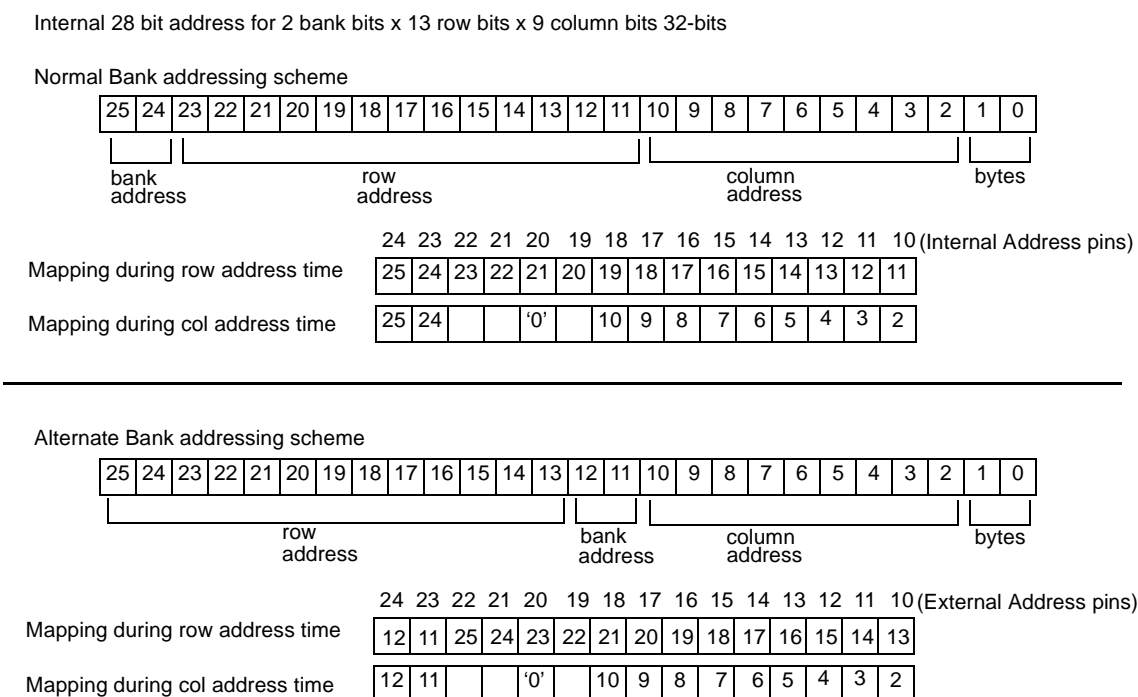 Internal 28 bit address for 2 bank bits x 13 row bits x 9 column bits 32-bits
Normal Bank addressing scheme
25 24 23 22 21 20 19 18 17 16 15 14 13 12 11 10 9 8 7 6 5 4 3 2 1 0
bank address row address column address bytes
24 23 22 21 20 19 18 17 16 15 14 13 12 11 10 (Internal Address pins)
Mapping during row address time 25 24 23 22 21 20 19 18 17 16 15 14 13 12 11
Mapping during col address time 25 24 ‘0’ 10 9 8 7 6 5 4 3 2
Alternate Bank addressing scheme
25 24 23 22 21 20 19 18 17 16 15 14 13 12 11 10 9 8 7 6 5 4 3 2 1 0
row address bank address column address bytes
24 23 22 21 20 19 18 17 16 15 14 13 12 11 10 (External Address pins)
Mapping during row address time 12 11 25 24 23 22 21 20 19 18 17 16 15 14 13
Mapping during col address time 12 11 ‘0’ 10 9 8 7 6 5 4 3 2